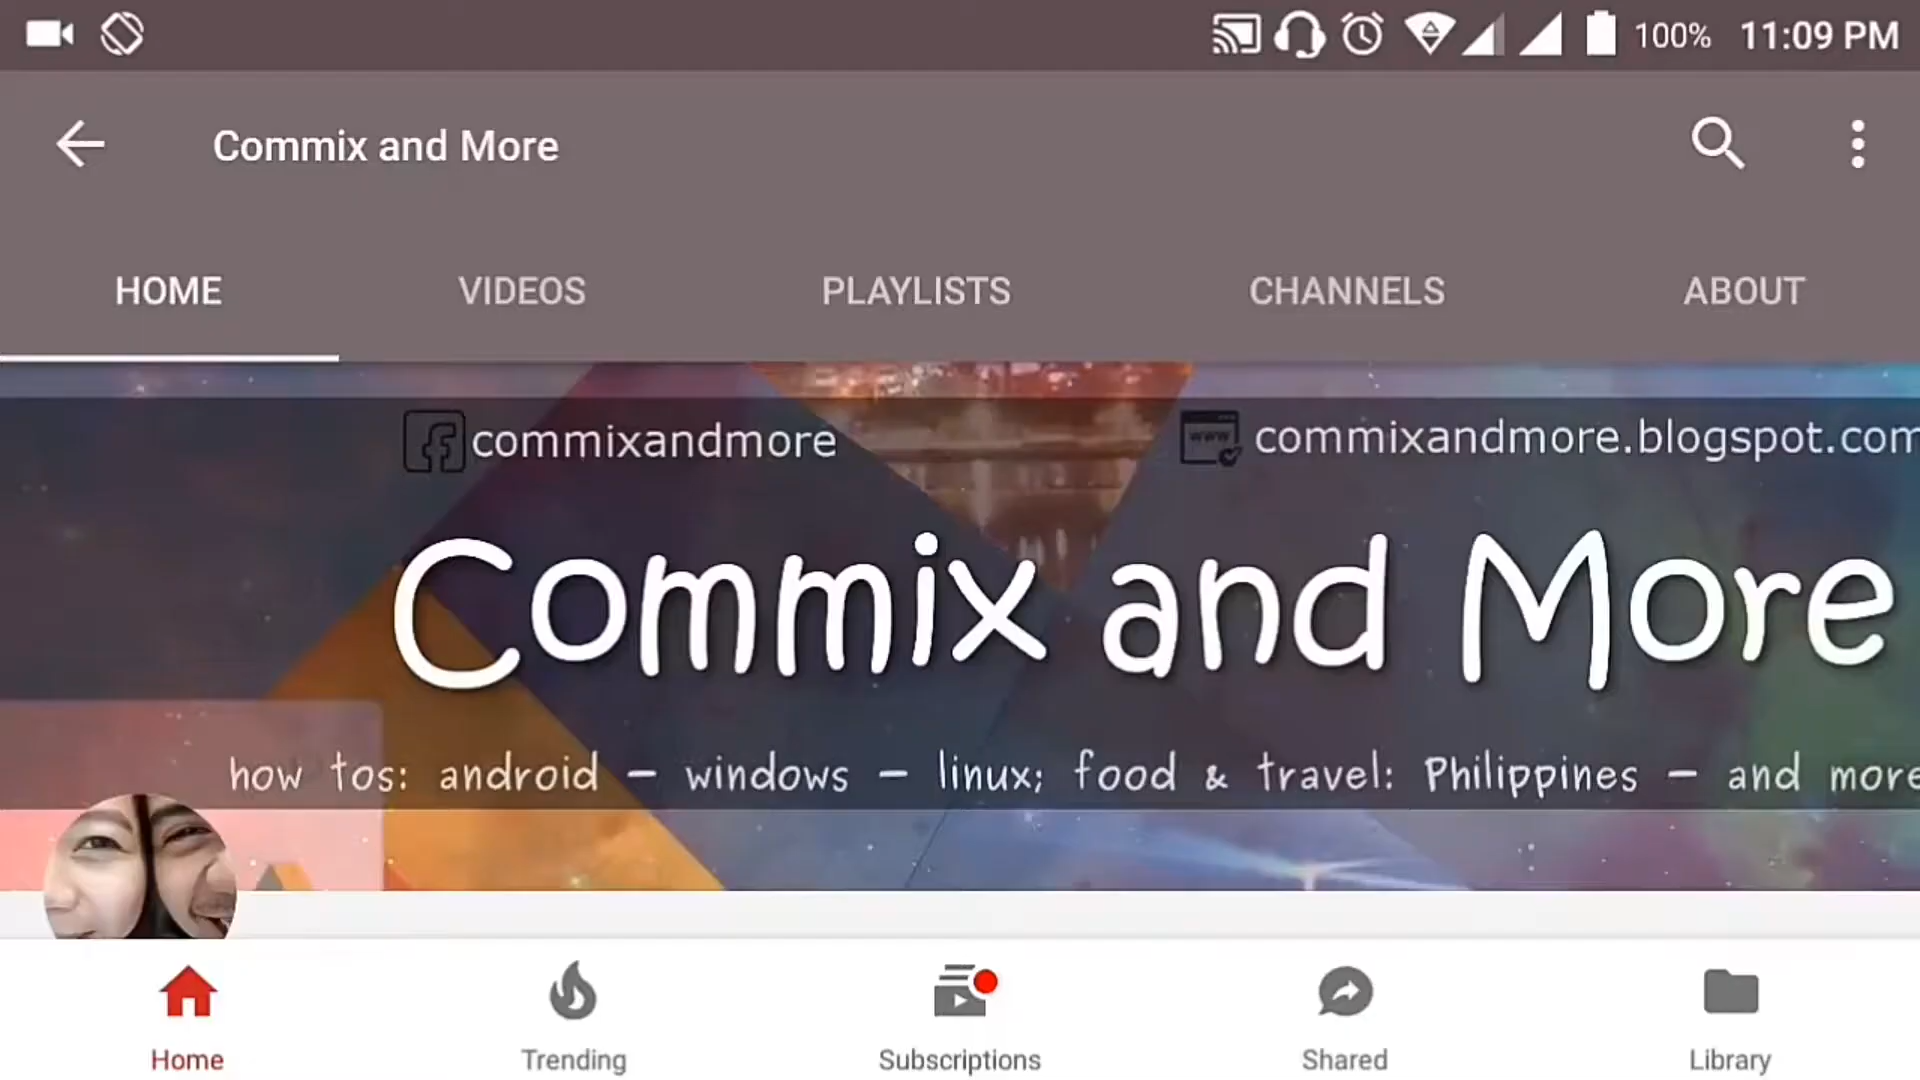 100% 11:09 PM
Commix and More
HOME VIDEOS PLAYLISTS CHANNELS ABOUT
commixandmore www commixandmore.blogspot.com
Commix and More
how tos: android - windows - linux; food & travel: Philippines - and more
Home Trending Subscriptions Shared Library